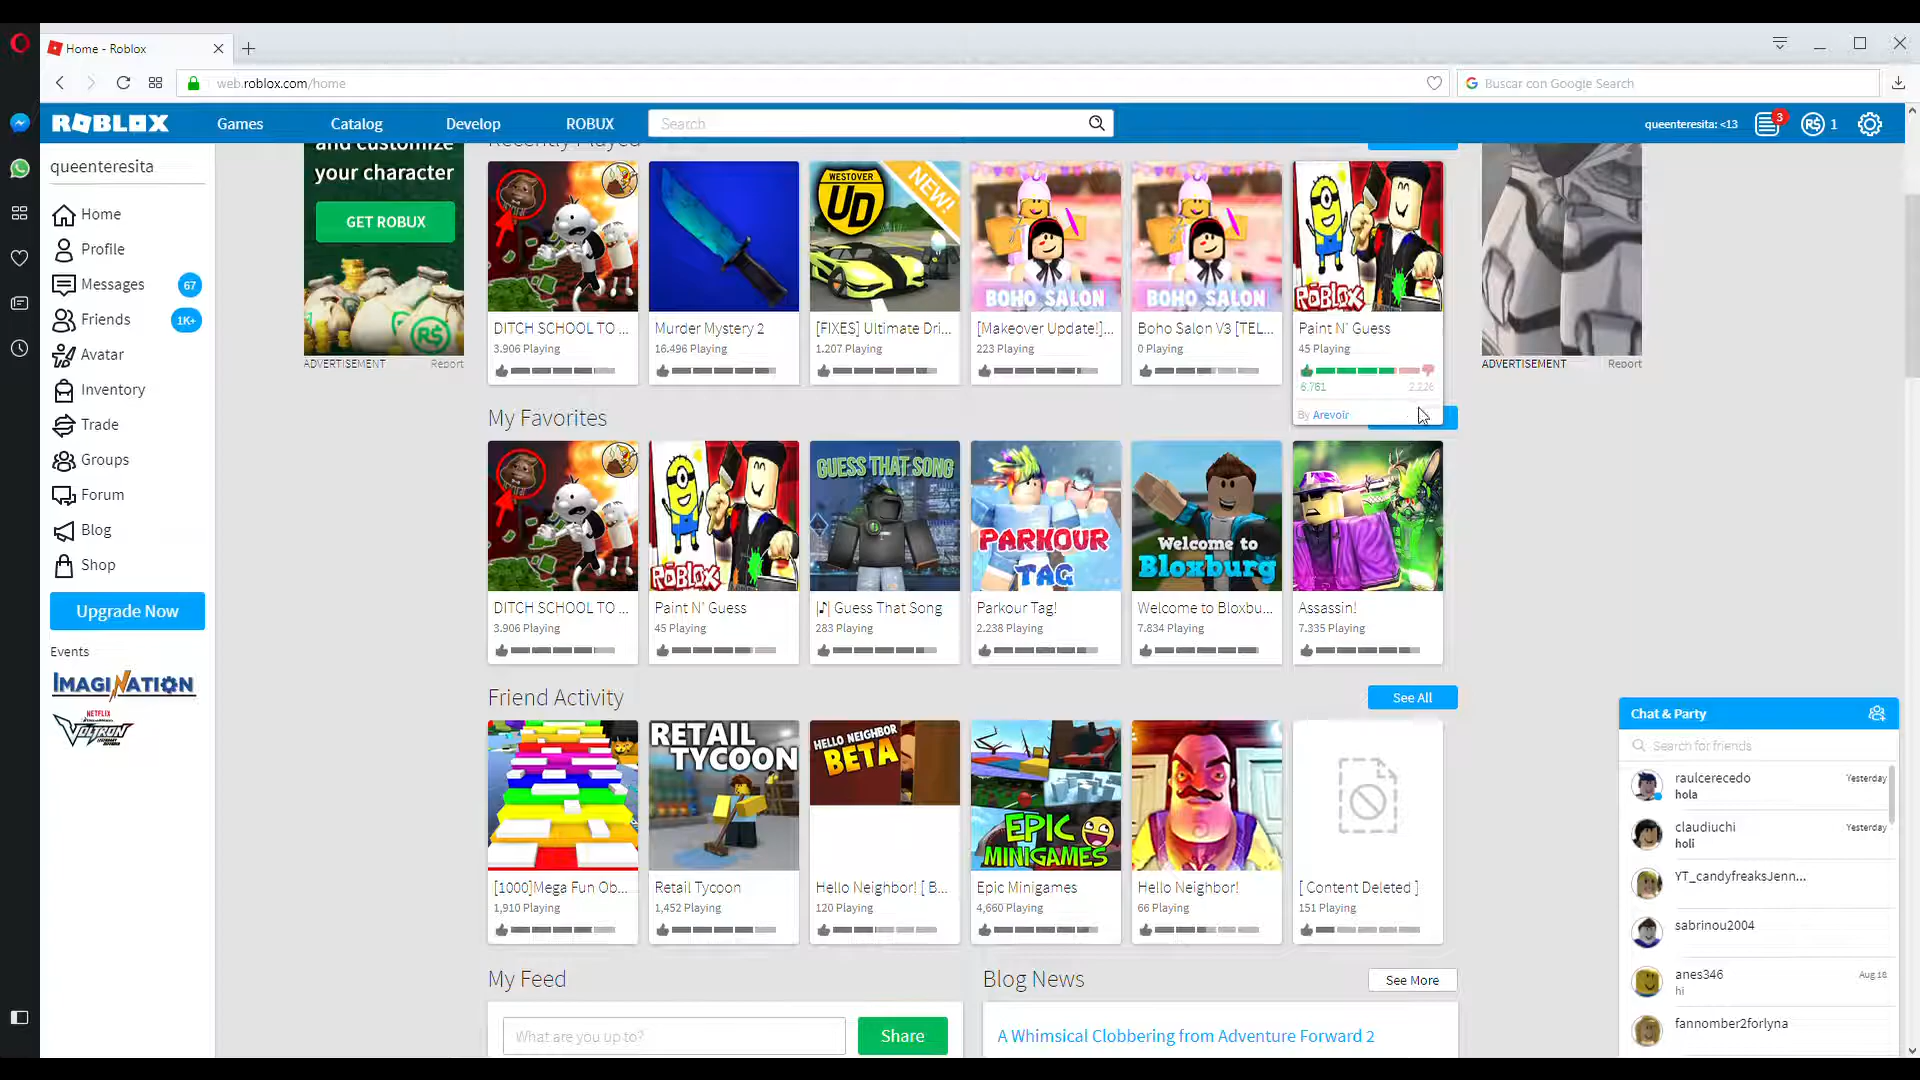 Home - Roblox
web.roblox.com/home
Buscar con Google Search
ROBLOX
Games
Catalog
Develop
ROBUX
Search
queenteresita: <13
3
R$ 1
queenteresita
Home
Profile
Messages
67
Friends
1K+
Avatar
Inventory
Trade
Groups
Forum
Blog
Shop
Upgrade Now
Events
IMAGINATION
NETFLIX
VOLTRON
and customize
your character
GET ROBUX
R$
ADVERTISEMENT
Report
Recently Played
WESTOVER
UD
NEW!
BOHO SALON
BOHO SALON
ROBLOX
DITCH SCHOOL TO ...
3.906 Playing
Murder Mystery 2
16.496 Playing
[FIXES] Ultimate Dri...
1.207 Playing
[Makeover Update!]...
223 Playing
Boho Salon V3 [TEL...
0 Playing
Paint N' Guess
45 Playing
6.761
2.226
By Arevoir
ADVERTISEMENT
Report
My Favorites
ROBLOX
GUESS THAT SONG
PARKOUR
TAG
Welcome to
Bloxburg
DITCH SCHOOL TO ...
3.906 Playing
Paint N' Guess
45 Playing
|♪| Guess That Song
283 Playing
Parkour Tag!
2.238 Playing
Welcome to Bloxbu...
7.834 Playing
Assassin!
7.335 Playing
Friend Activity
See All
RETAIL
TYCOON
HELLO NEIGHBOR
BETA
EPIC
MINIGAMES
[1000]Mega Fun Ob...
1,910 Playing
Retail Tycoon
1,452 Playing
Hello Neighbor! [ B...
120 Playing
Epic Minigames
4,660 Playing
Hello Neighbor!
66 Playing
[ Content Deleted ]
151 Playing
My Feed
What are you up to?
Share
Blog News
See More
A Whimsical Clobbering from Adventure Forward 2
Chat & Party
Search for friends
raulcerecedo
Yesterday
hola
claudiuchi
Yesterday
holi
YT_candyfreaksJenn...
sabrinou2004
anes346
Aug 18
hi
fannomber2forlyna